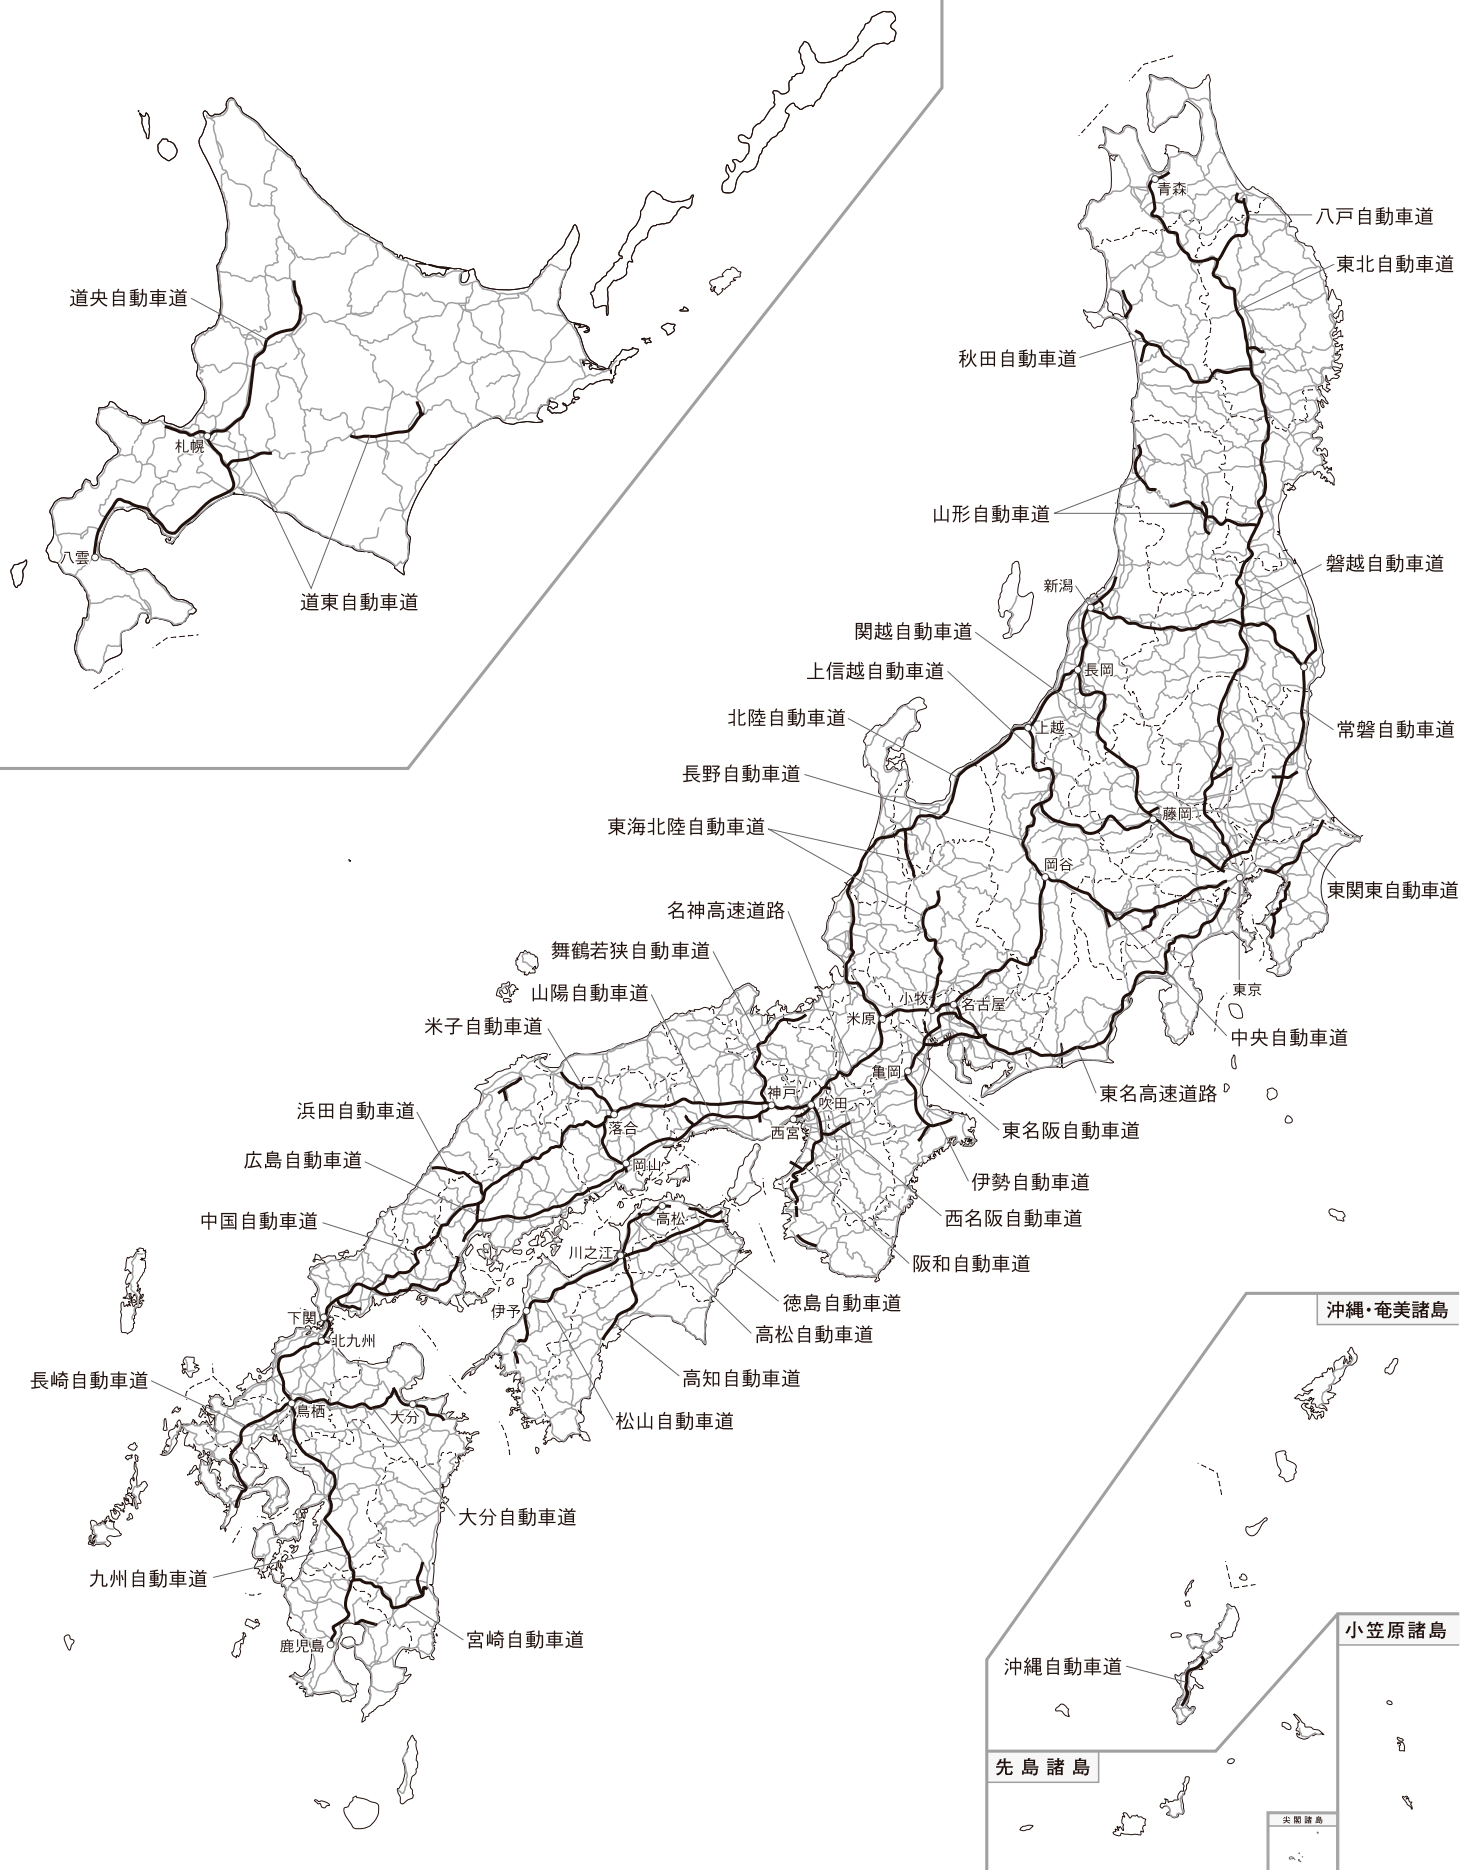 青森
八戸自動車道
東北自動車道
道央自動車道
秋田自動車道
札幌
山形自動車道
八雲
磐越自動車道
新潟
道東自動車道
関越自動車道
上信越自動車道
長岡
北陸自動車道
上越
常磐自動車道
長野自動車道
藤岡
東海北陸自動車道
岡谷
東関東自動車道
名神高速道路
舞鶴若狭自動車道
山陽自動車道
東京
小牧
名古屋
米原
米子自動車道
中央自動車道
亀岡
神戸
東名高速道路
吹田
浜田自動車道
落合
西宮
東名阪自動車道
広島自動車道
岡山
伊勢自動車道
高松
西名阪自動車道
中国自動車道
川之江
阪和自動車道
徳島自動車道
伊予
沖縄・奄美諸島
下関
高松自動車道
北九州
高知自動車道
長崎自動車道
鳥栖
大分
松山自動車道
大分自動車道
九州自動車道
小笠原諸島
宮崎自動車道
鹿児島
沖縄自動車道
先島諸島
尖閣諸島